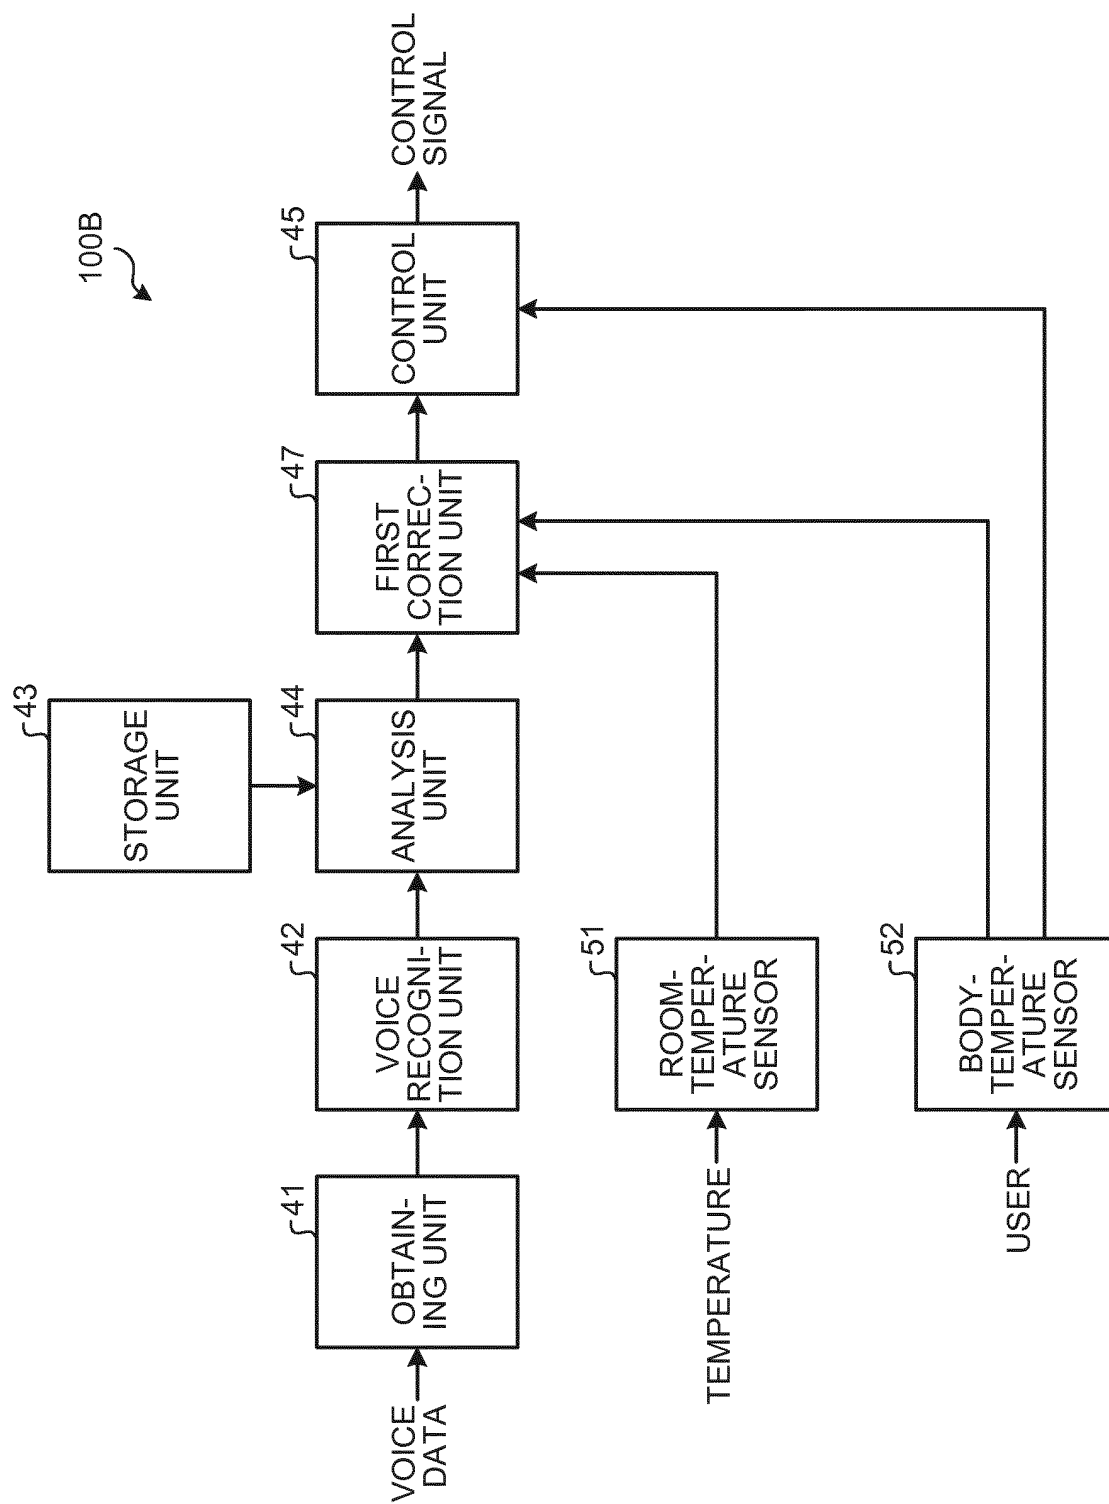 100B
43
STORAGE
UNIT
VOICE
DATA
41
OBTAIN-
ING UNIT
42
VOICE
RECOGNI-
TION UNIT
44
ANALYSIS
UNIT
47
FIRST
CORREC-
TION UNIT
45
CONTROL
UNIT
CONTROL
SIGNAL
TEMPERATURE
51
ROOM-
TEMPER-
ATURE
SENSOR
USER
52
BODY-
TEMPER-
ATURE
SENSOR